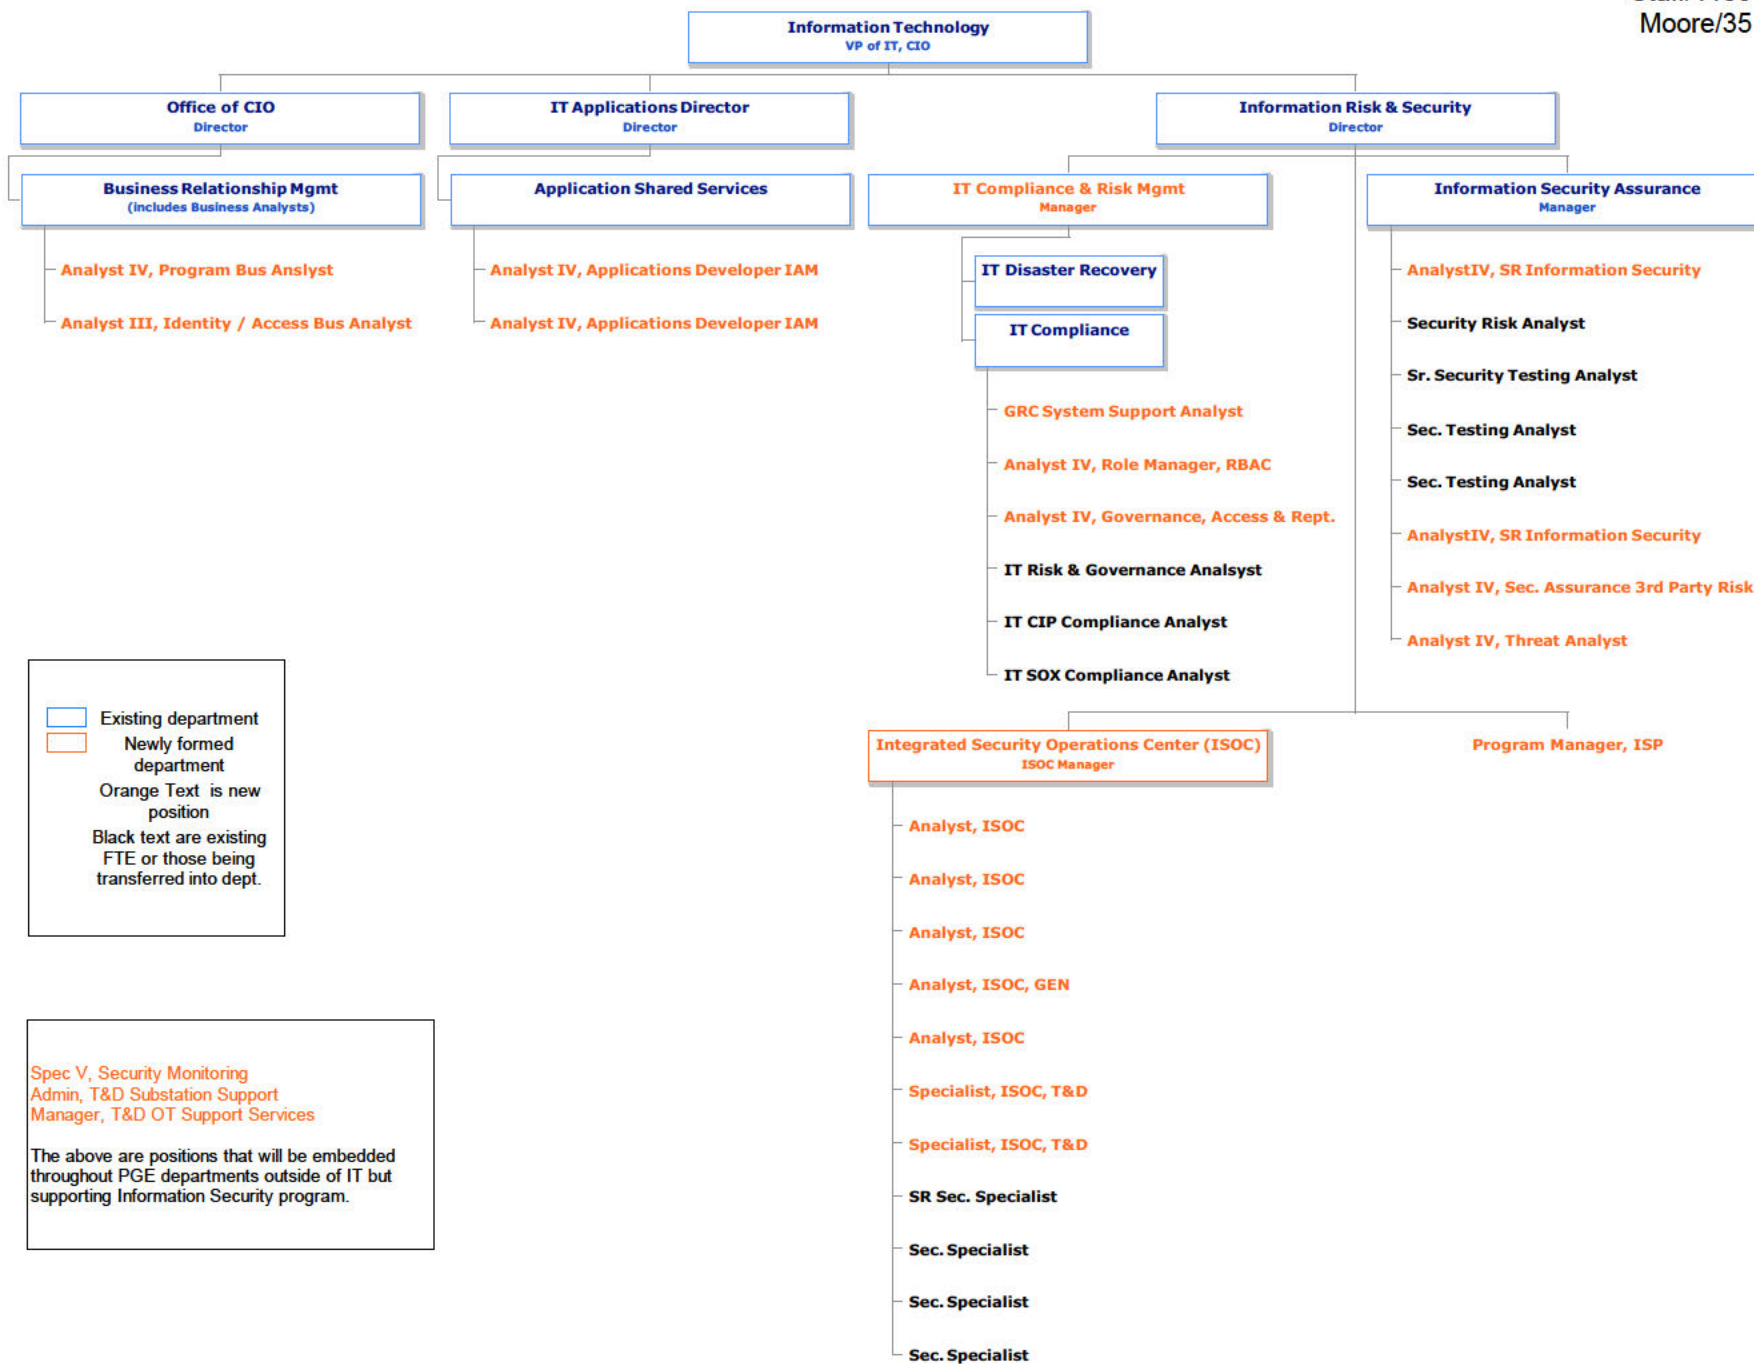 Moore/35
Information Technology
VP of IT, CIO
Office of CIO
Director
IT Applications Director
Director
Information Risk & Security
Director
Business Relationship Mgmt
(includes Business Analysts)
Application Shared Services
IT Compliance & Risk Mgmt
Manager
Information Security Assurance
Manager
Analyst IV, Program Bus Anslyst
Analyst III, Identity / Access Bus Analyst
Analyst IV, Applications Developer IAM
Analyst IV, Applications Developer IAM
IT Disaster Recovery
IT Compliance
GRC System Support Analyst
Analyst IV, Role Manager, RBAC
Analyst IV, Governance, Access & Rept.
IT Risk & Governance Analsyst
IT CIP Compliance Analyst
IT SOX Compliance Analyst
AnalystIV, SR Information Security
Security Risk Analyst
Sr. Security Testing Analyst
Sec. Testing Analyst
Sec. Testing Analyst
AnalystIV, SR Information Security
Analyst IV, Sec. Assurance 3rd Party Risk
Analyst IV, Threat Analyst
Integrated Security Operations Center (ISOC)
ISOC Manager
Program Manager, ISP
Analyst, ISOC
Analyst, ISOC
Analyst, ISOC
Analyst, ISOC, GEN
Analyst, ISOC
Specialist, ISOC, T&D
Specialist, ISOC, T&D
SR Sec. Specialist
Sec. Specialist
Sec. Specialist
Sec. Specialist
Existing department
Newly formed
department
Orange Text is new
position
Black text are existing
FTE or those being
transferred into dept.
Spec V, Security Monitoring
Admin, T&D Substation Support
Manager, T&D OT Support Services
The above are positions that will be embedded
throughout PGE departments outside of IT but
supporting Information Security program.